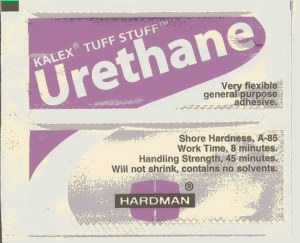 KALEX® TUFF STUFF™
Urethane
Very flexible
general purpose
adhesive.
Shore Hardness, A-85
Work Time, 8 minutes.
Handling Strength, 45 minutes.
Will not shrink, contains no solvents.
®
HARDMAN